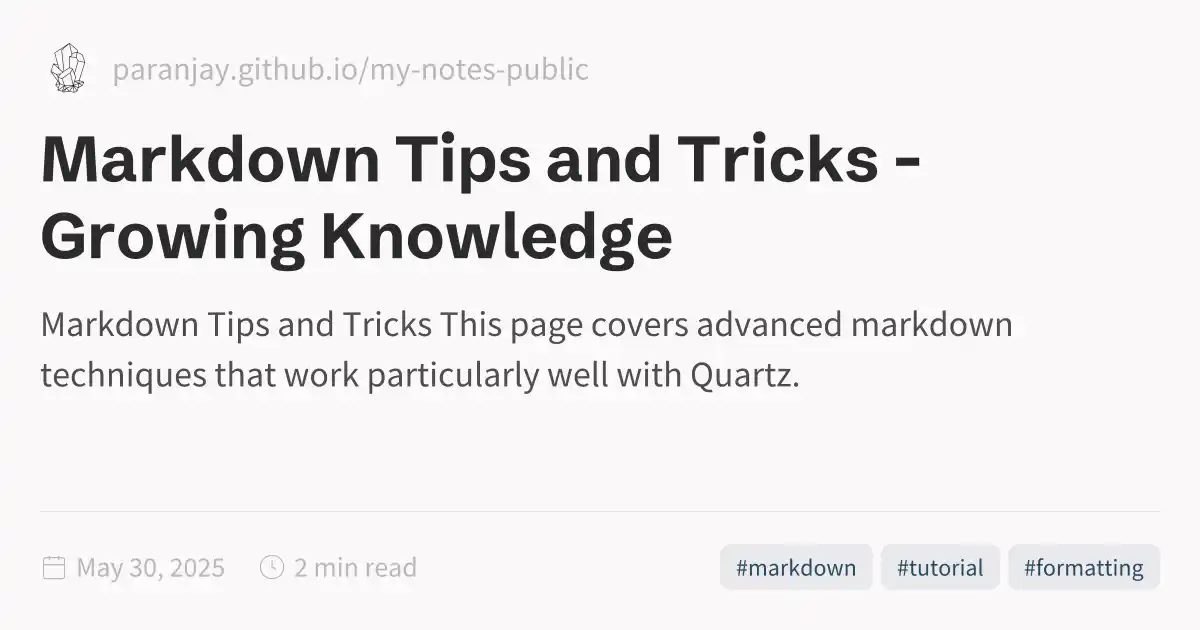 paranjay.github.io/my-notes-public
Markdown Tips and Tricks -
Growing Knowledge
Markdown Tips and Tricks This page covers advanced markdown
techniques that work particularly well with Quartz.
May 30, 2025 2 min read #markdown #tutorial #formatting